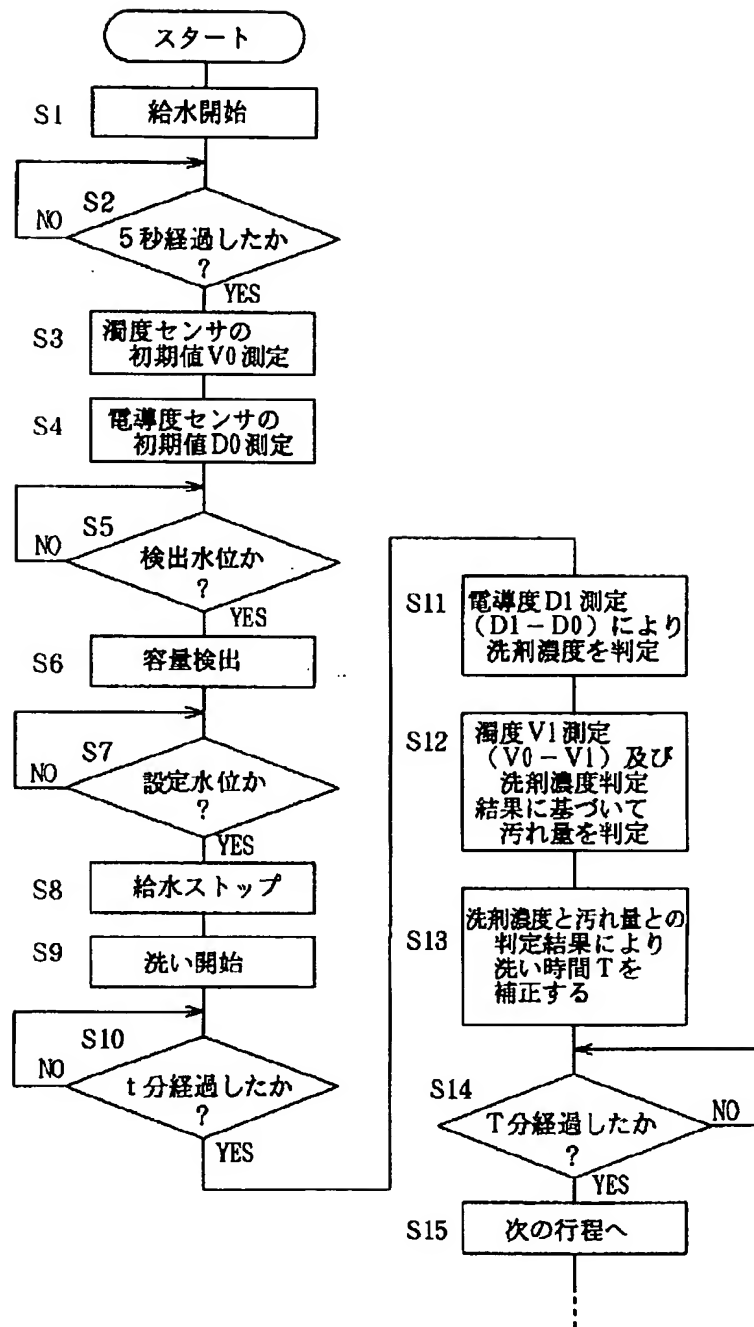 スタート
S1
給水開始
S2
NO
5秒経過したか
?
YES
S3
濁度センサの
初期値V0測定
S4
電導度センサの
初期値D0測定
S5
NO
検出水位か
?
YES
S6
容量検出
S7
NO
設定水位か
?
YES
S8
給水ストップ
S9
洗い開始
S10
NO
t分経過したか
?
YES
S11
電導度D1測定
(D1-D0)により
洗剤濃度を判定
S12
濁度V1測定
(V0-V1)及び
洗剤濃度判定
結果に基づいて
汚れ量を判定
S13
洗剤濃度と汚れ量との
判定結果により
洗い時間Tを
補正する
S14
T分経過したか
?
NO
YES
S15
次の行程へ